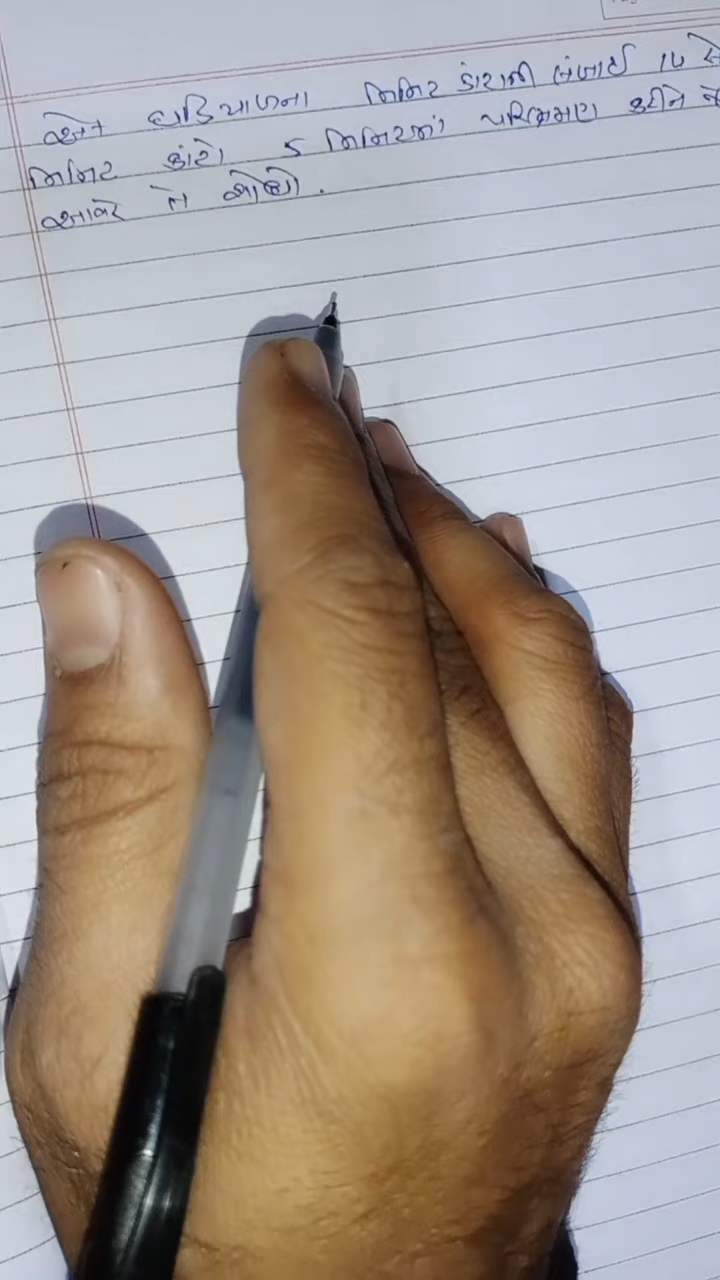 એક ઘડિયાળના મિનિટ કાંટાની લંબાઈ 14 સે
મિનિટ કાંટો 5 મિનિટમાં પરિભ્રમણ કરીને જે
આવરે તે શોધો.